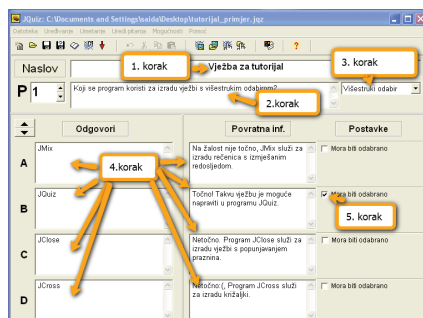 JQuiz: C:\Documents and Settings\saida\Desktop\tutorijal_primjer.jqz
Datoteka Uređivanje Umetanje Uredi pitanja Mogućnosti Pomoć
Naslov
1. korak
Vježba za tutorijal
3. korak
P 1
Koji se program koristi za izradu vježbi s višestrukim odabirom?
2.korak
Višestruki odabir
Odgovori
Povratna inf.
Postavke
A
JMix
4.korak
Na žalost nije točno, JMix služi za
izradu rečenica s izmješanim
redosljedom.
Mora biti odabrano
B
JQuiz
Točno! Takvu vježbu je moguće
napraviti u programu JQuiz.
Mora biti odabrano
5. korak
C
JClose
Netočno. Program JClose služi za
izradu vježbi s popunjavanjem
praznina.
Mora biti odabrano
D
JCross
Netočno:(, Program JCross služi
za izradu križaljki.
Mora biti odabrano